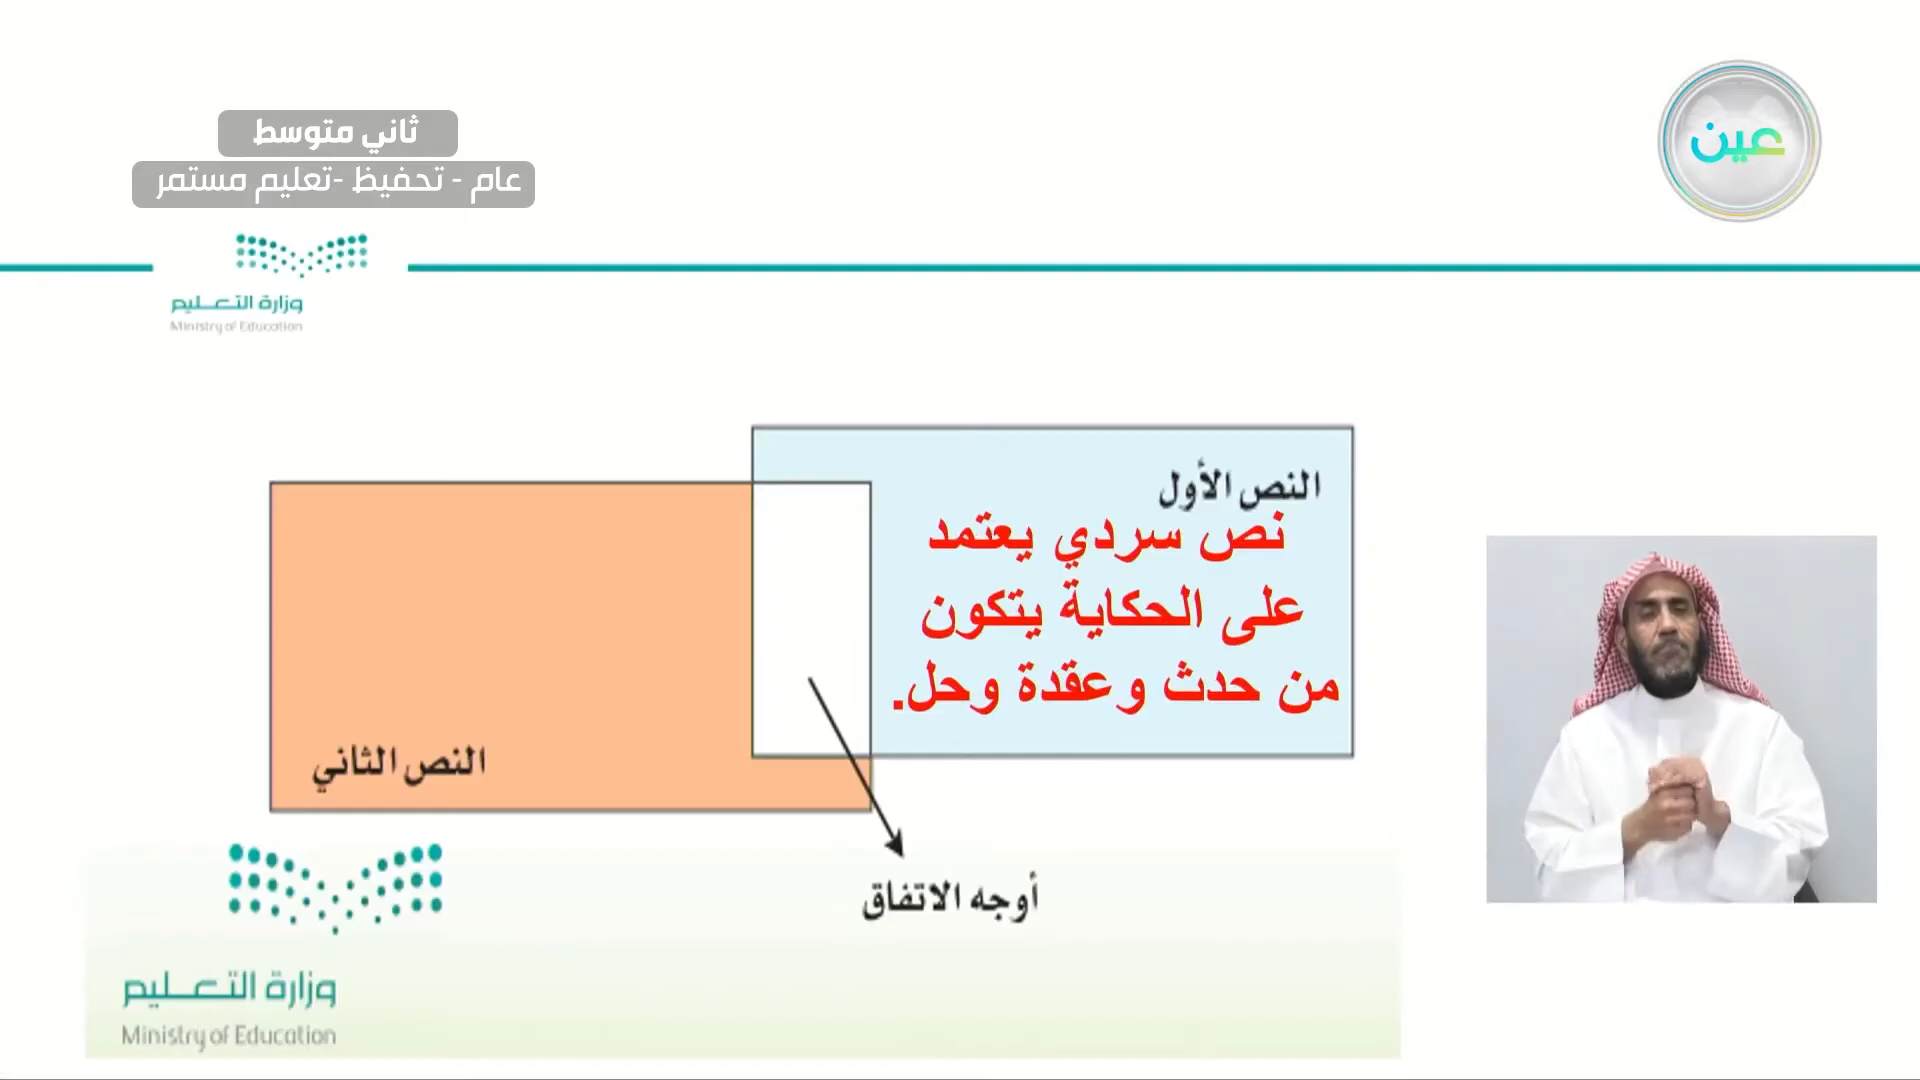 ثاني متوسط
عام - تحفيظ -تعليم مستمر
عين
وزارة التعليم
Ministry of Education
النص الأول
نص سردي يعتمد
على الحكاية يتكون
من حدث وعقدة وحل.
النص الثاني
أوجه الاتفاق
وزارة التعليم
Ministry of Education